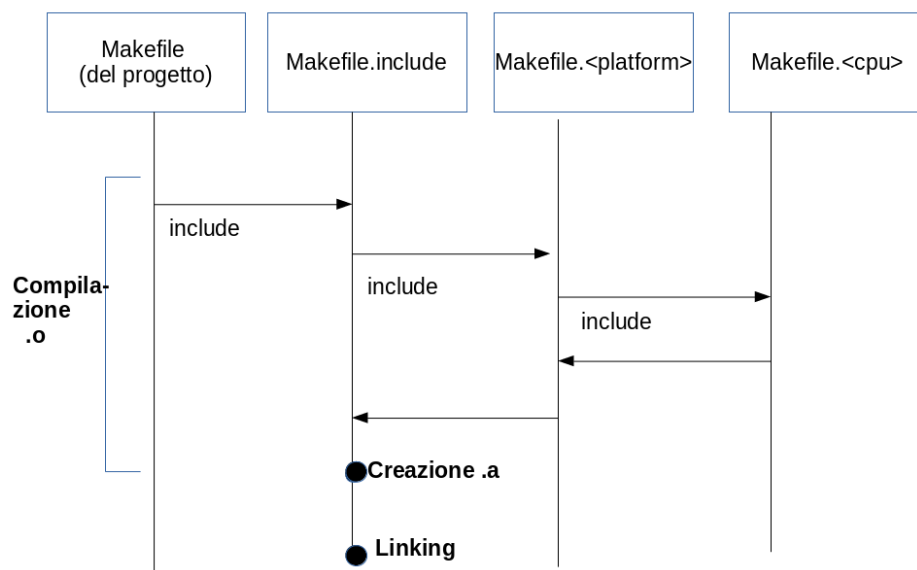 Makefile
(del progetto)
Makefile.include
Makefile.<platform>
Makefile.<cpu>
include
include
include
Compila-
zione
.o
Creazione .a
Linking